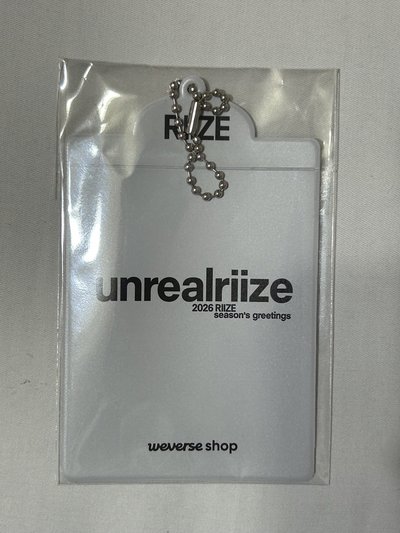 RIIZE
unrealriize
2026 RIIZE
season's greetings
weverse shop